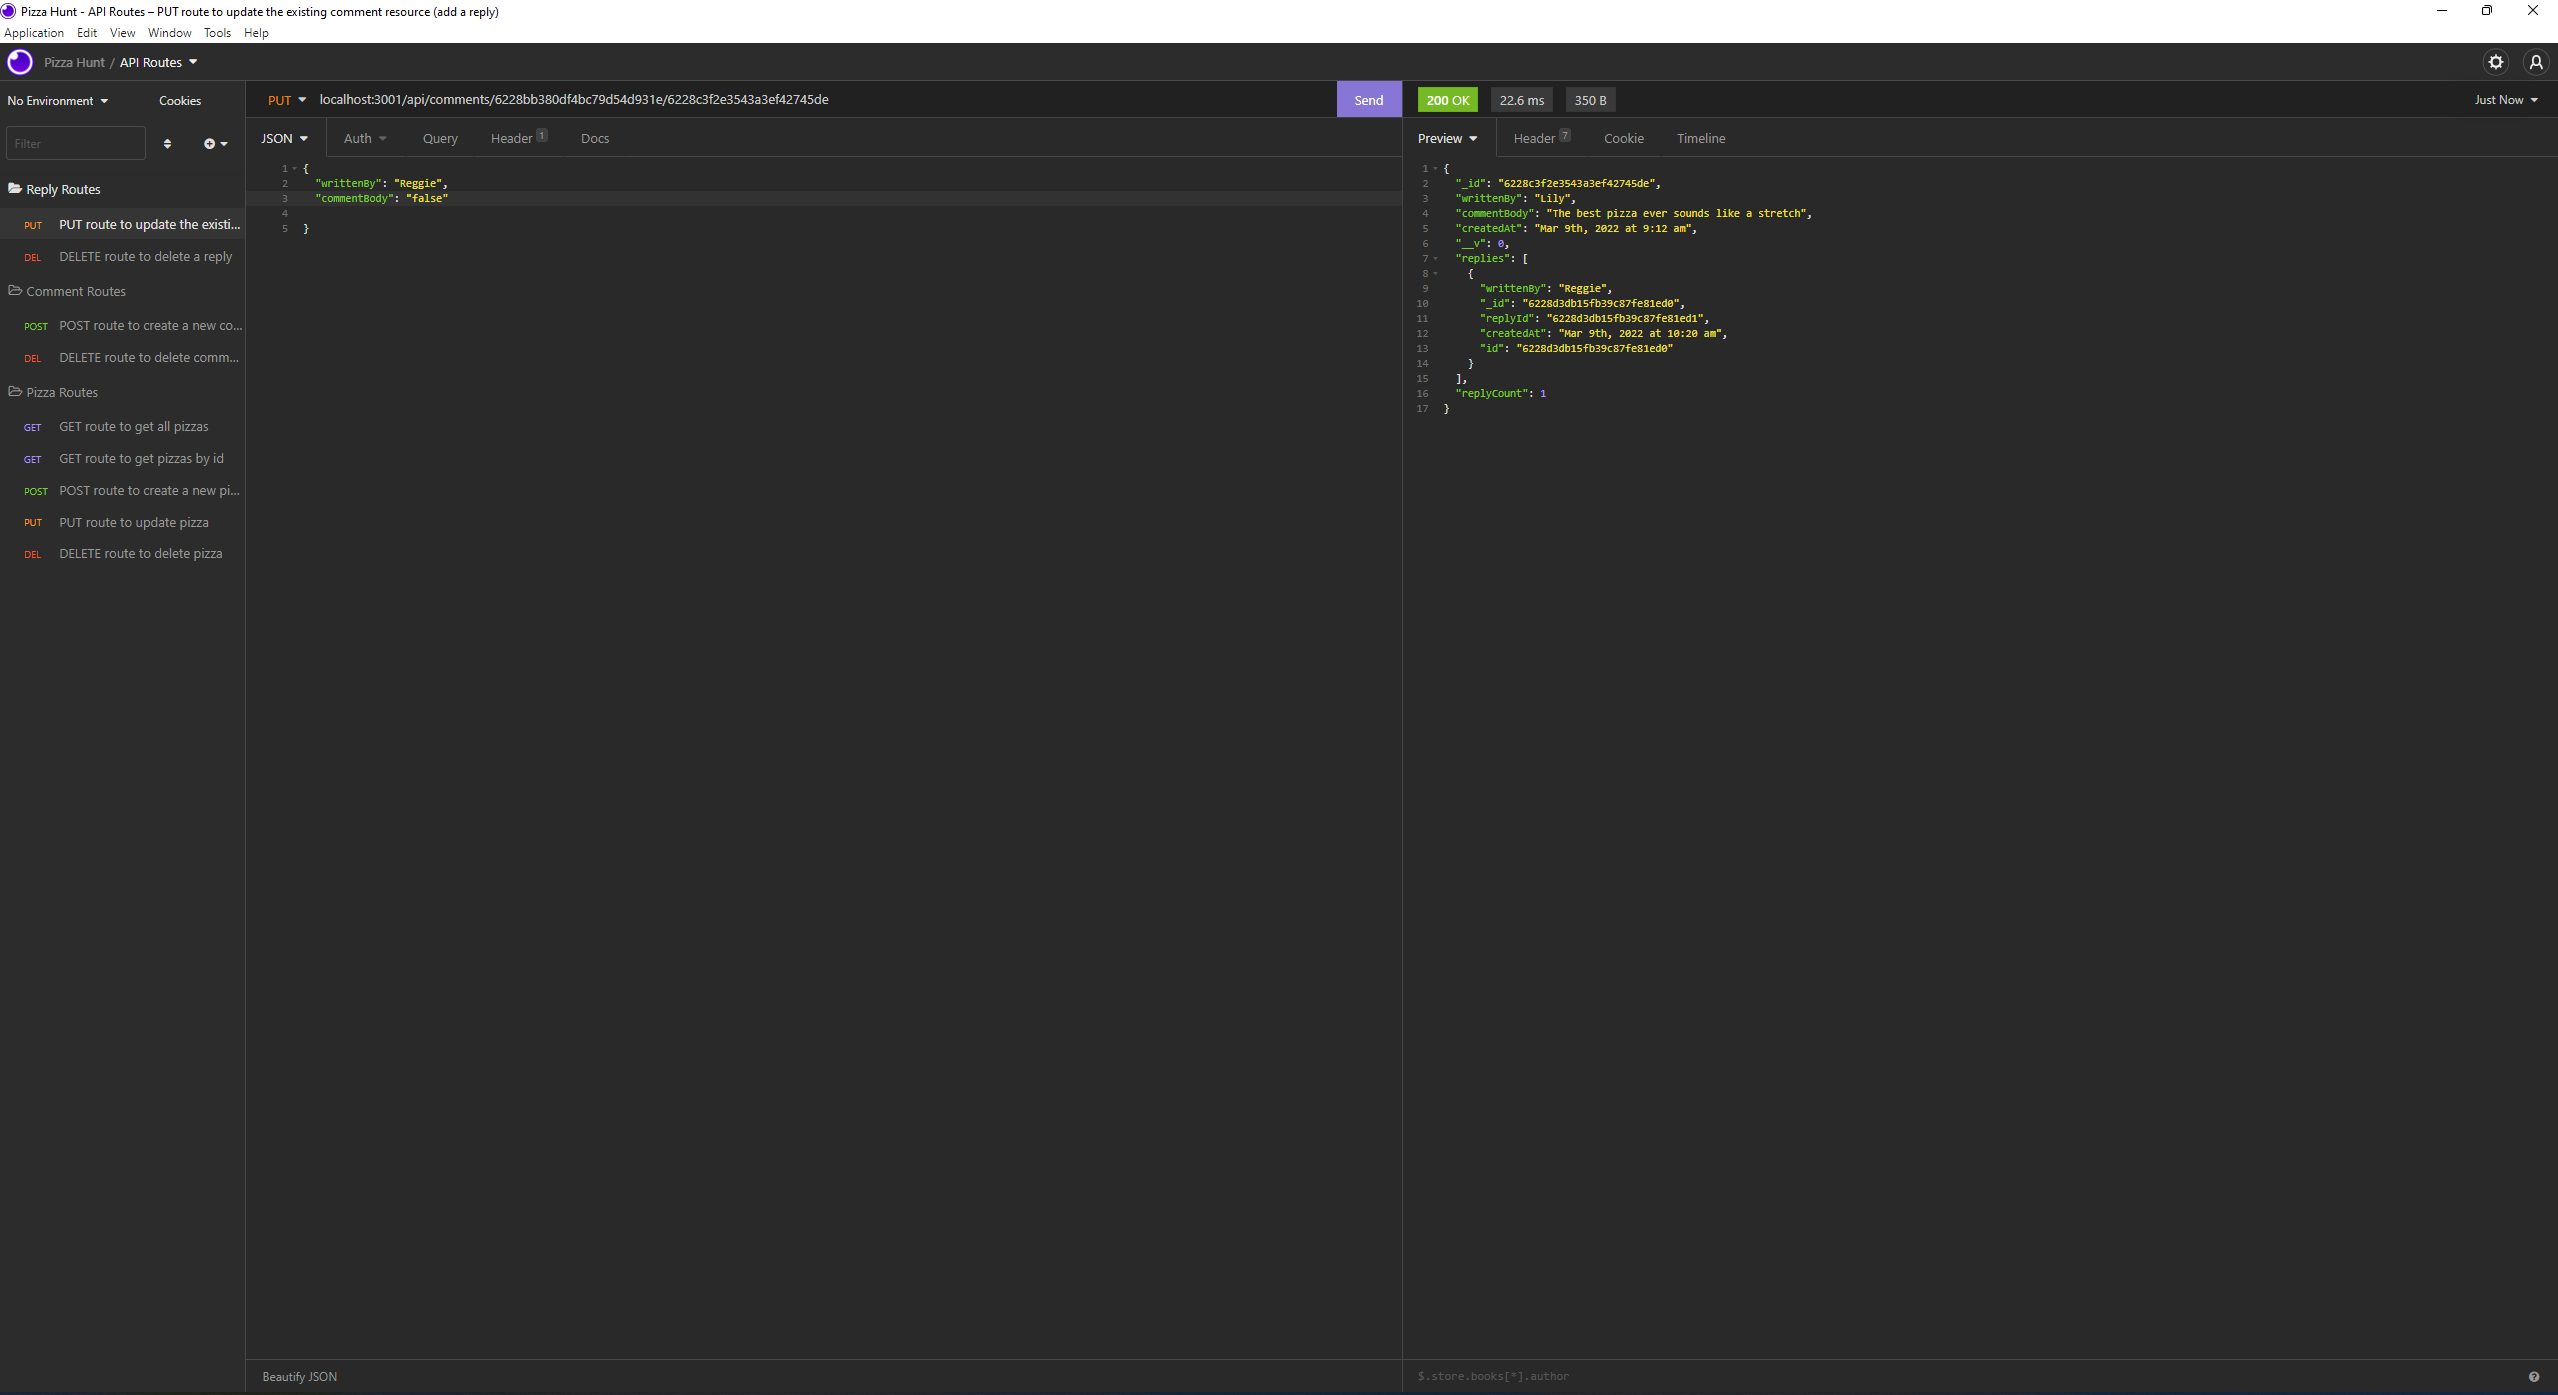 Pizza Hunt - API Routes – PUT route to update the existing comment resource (add a reply)
Application Edit View Window Tools Help
Pizza Hunt / API Routes
No Environment Cookies
Filter
Reply Routes
PUT PUT route to update the existi...
DEL DELETE route to delete a reply
Comment Routes
POST POST route to create a new co...
DEL DELETE route to delete comm...
Pizza Routes
GET GET route to get all pizzas
GET GET route to get pizzas by id
POST POST route to create a new pi...
PUT PUT route to update pizza
DEL DELETE route to delete pizza
PUT localhost:3001/api/comments/6228bb380df4bc79d54d931e/6228c3f2e3543a3ef42745de Send
JSON Auth Query Header 1 Docs
1 {
2 "writtenBy": "Reggie",
3 "commentBody": "false"
4
5 }
Beautify JSON
200 OK 22.6 ms 350 B Just Now
Preview Header 7 Cookie Timeline
1 {
2 "_id": "6228c3f2e3543a3ef42745de",
3 "writtenBy": "Lily",
4 "commentBody": "The best pizza ever sounds like a stretch",
5 "createdAt": "Mar 9th, 2022 at 9:12 am",
6 "__v": 0,
7 "replies": [
8 {
9 "writtenBy": "Reggie",
10 "_id": "6228d3db15fb39c87fe81ed0",
11 "replyId": "6228d3db15fb39c87fe81ed1",
12 "createdAt": "Mar 9th, 2022 at 10:20 am",
13 "id": "6228d3db15fb39c87fe81ed0"
14 }
15 ],
16 "replyCount": 1
17 }
$.store.books[*].author